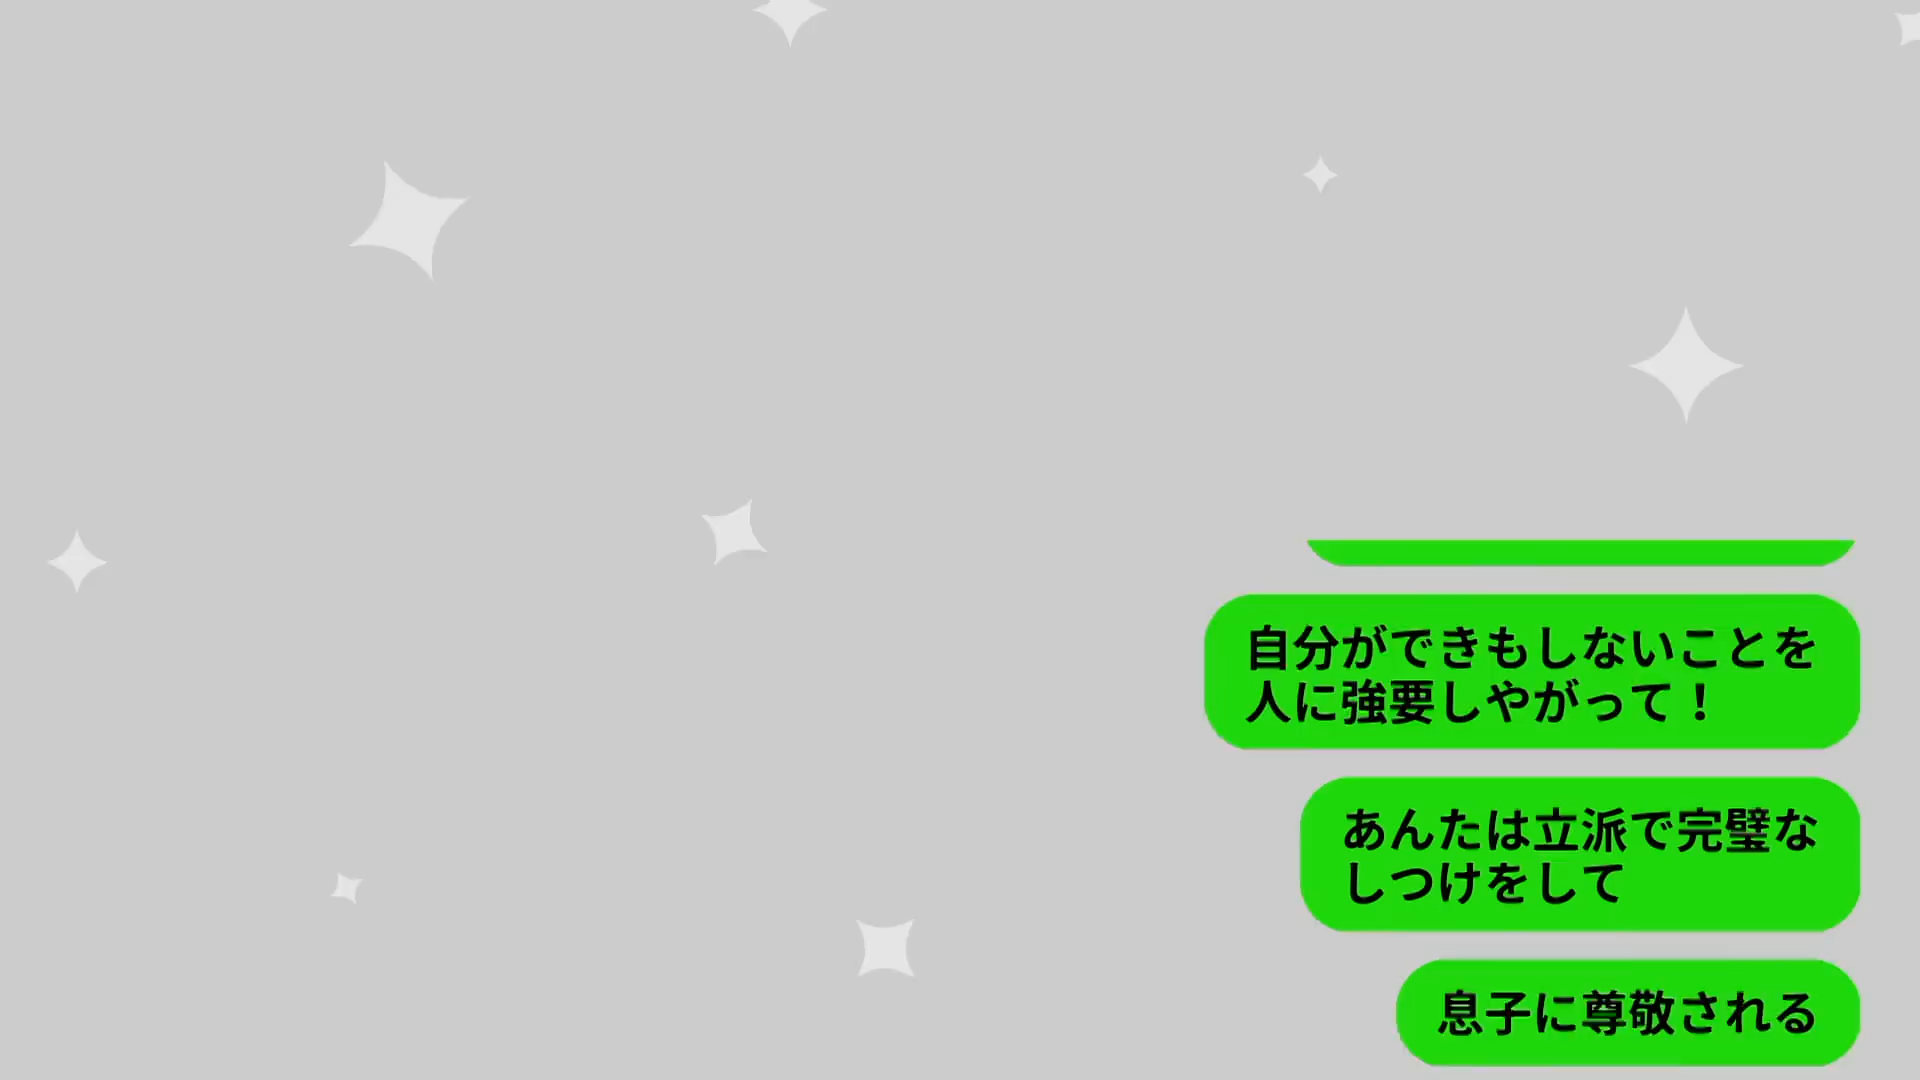 自分ができもしないことを
人に強要しやがって！
あんたは立派で完璧な
しつけをして
息子に尊敬される